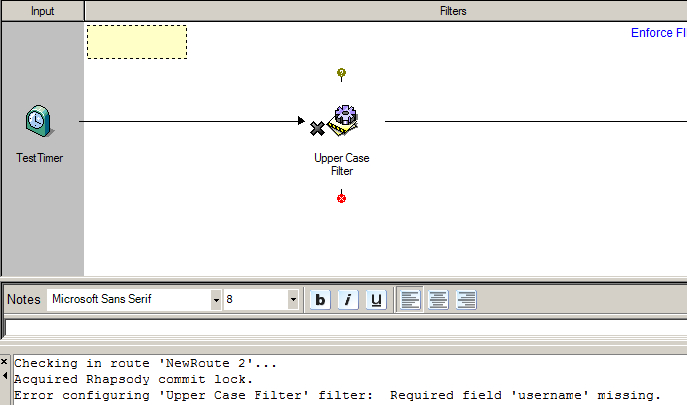 Input
Filters
Enforce FI
TestTimer
Upper Case
Filter
Notes
Microsoft Sans Serif
8
b
i
u
Checking in route 'NewRoute 2'...
Acquired Rhapsody commit lock.
Error configuring 'Upper Case Filter' filter:  Required field 'username' missing.